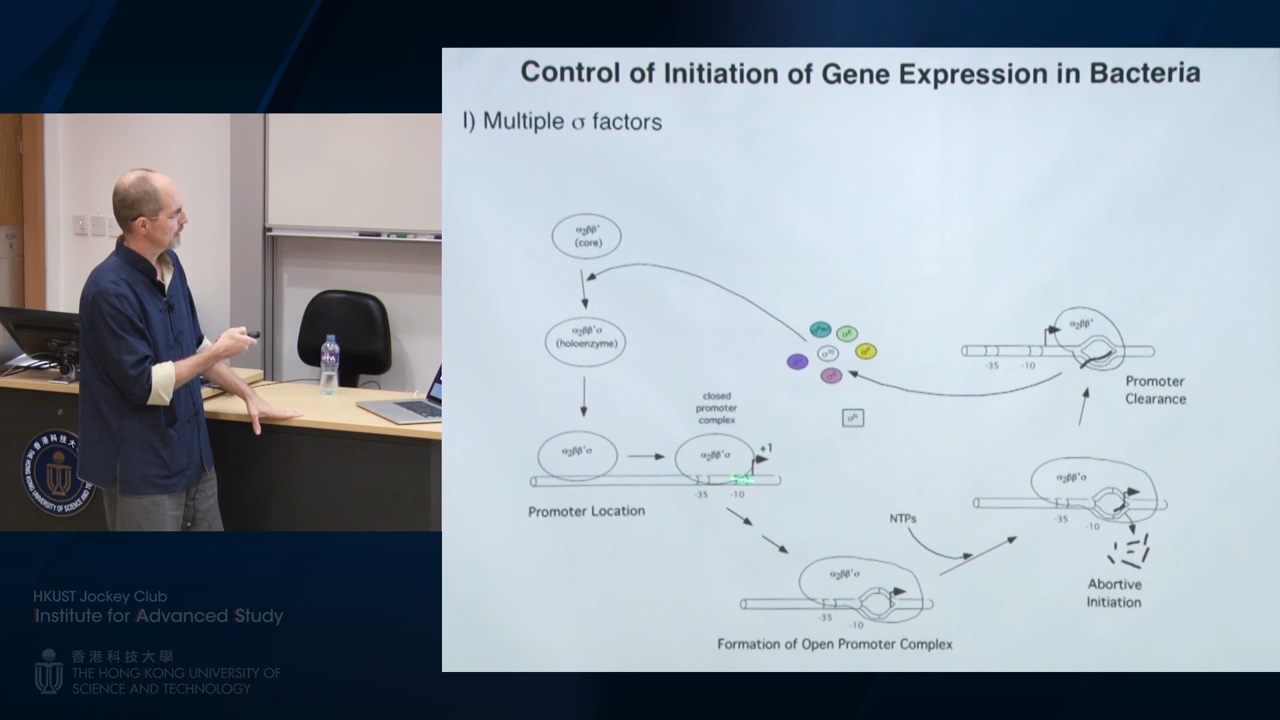 Control of Initiation of Gene Expression in Bacteria
I) Multiple σ factors
α₂ββ'
(core)
α₂ββ'σ
(holoenzyme)
α₂ββ'σ
Promoter Location
closed
promoter
complex
α₂ββ'σ
+1
-35
-10
α₂ββ'σ
-35
-10
Formation of Open Promoter Complex
NTPs
α₂ββ'σ
-35
-10
Abortive
Initiation
α₂ββ'
-35
-10
Promoter
Clearance
HKUST Jockey Club
Institute for Advanced Study
香港科技大學
THE HONG KONG UNIVERSITY OF
SCIENCE AND TECHNOLOGY